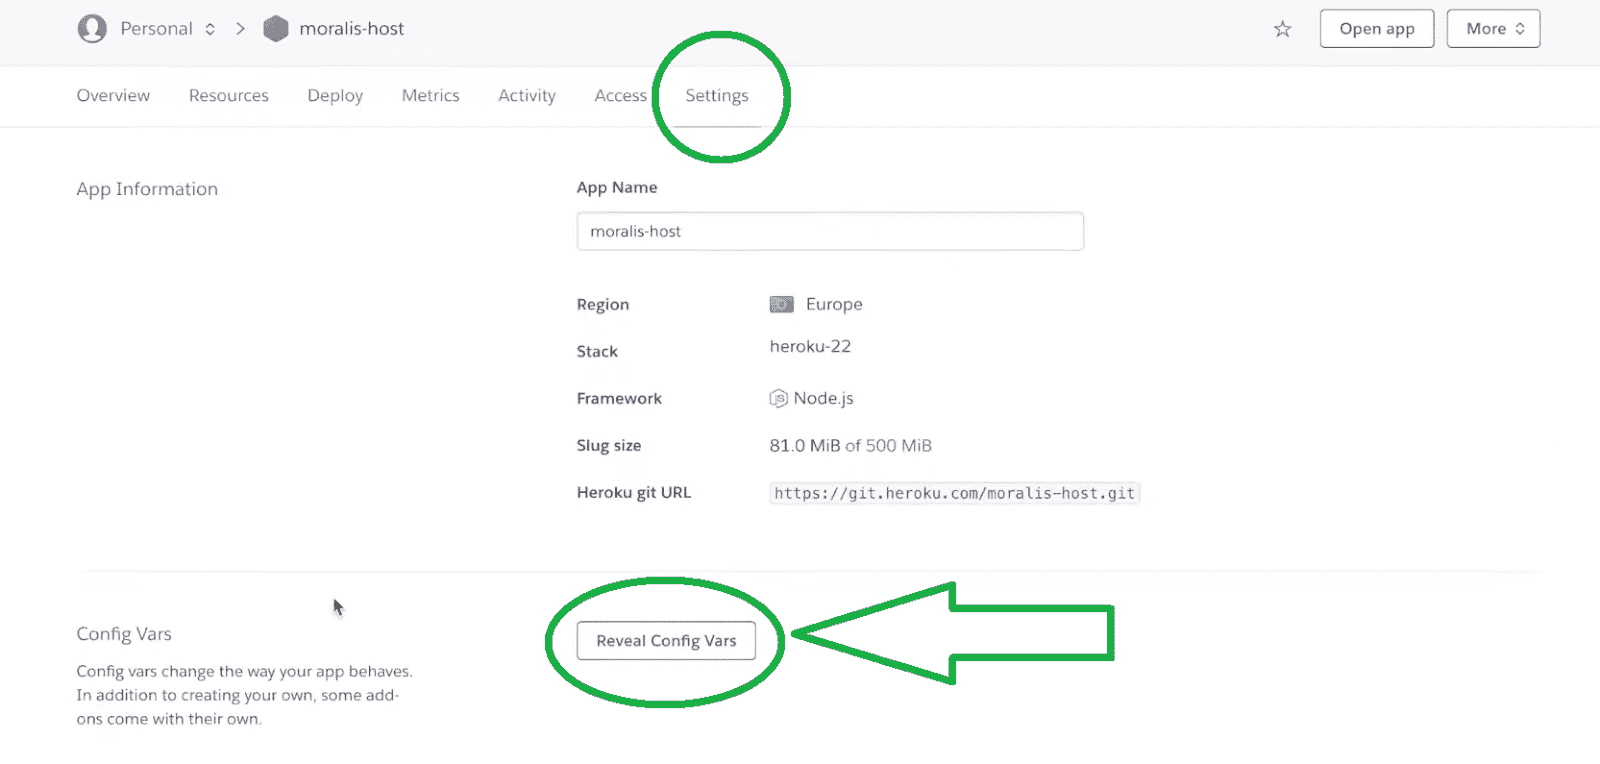 Personal > moralis-host
Open app
More
Overview Resources Deploy Metrics Activity Access Settings
App Information
App Name
moralis-host
Region Europe
Stack heroku-22
Framework Node.js
Slug size 81.0 MiB of 500 MiB
Heroku git URL https://git.heroku.com/moralis-host.git
Config Vars
Reveal Config Vars
Config vars change the way your app behaves.
In addition to creating your own, some add-
ons come with their own.